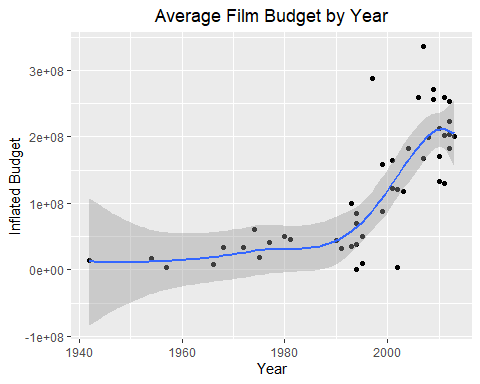 Average Film Budget by Year
Inflated Budget
3e+08
2e+08
1e+08
0e+00
-1e+08
1940 1960 1980 2000
Year